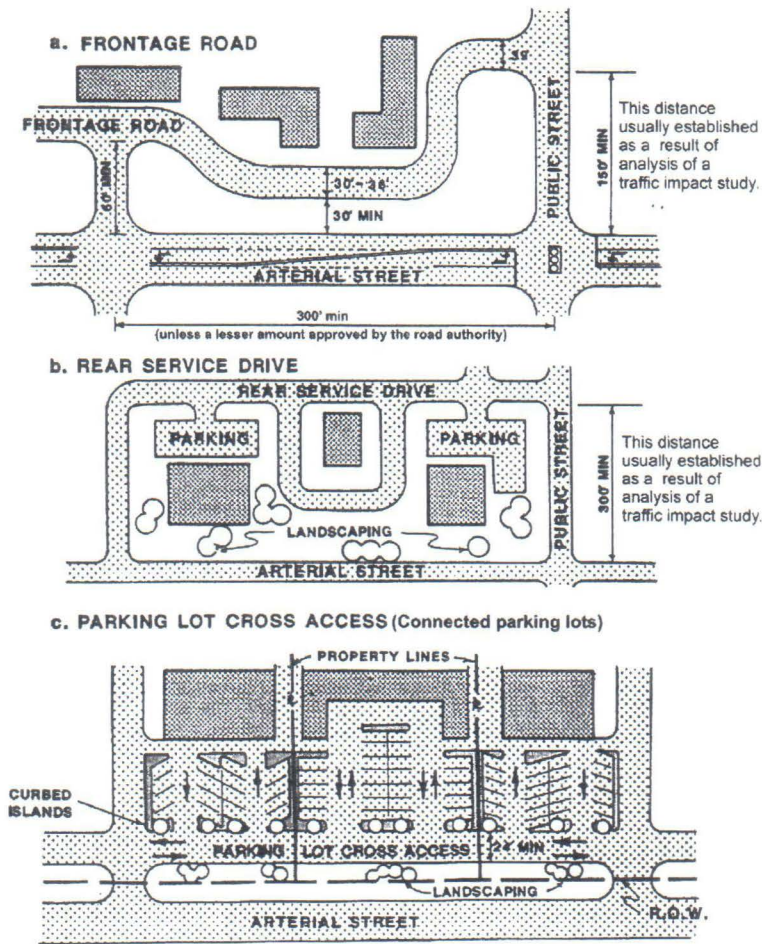 a. FRONTAGE ROAD
39'
FRONTAGE ROAD
PUBLIC STREET
150' MIN
This distance
usually established
as a result of
analysis of a
traffic impact study.
60' MIN
30'-36'
30' MIN
ARTERIAL STREET
300' min
(unless a lesser amount approved by the road authority)
b. REAR SERVICE DRIVE
REAR SERVICE DRIVE
PARKING
PARKING
PUBLIC STREET
300' MIN
This distance
usually established
as a result of
analysis of a
traffic impact study.
LANDSCAPING
ARTERIAL STREET
c. PARKING LOT CROSS ACCESS (Connected parking lots)
PROPERTY LINES
CURBED
ISLANDS
PARKING LOT CROSS ACCESS
24' MIN
LANDSCAPING
R.O.W.
ARTERIAL STREET